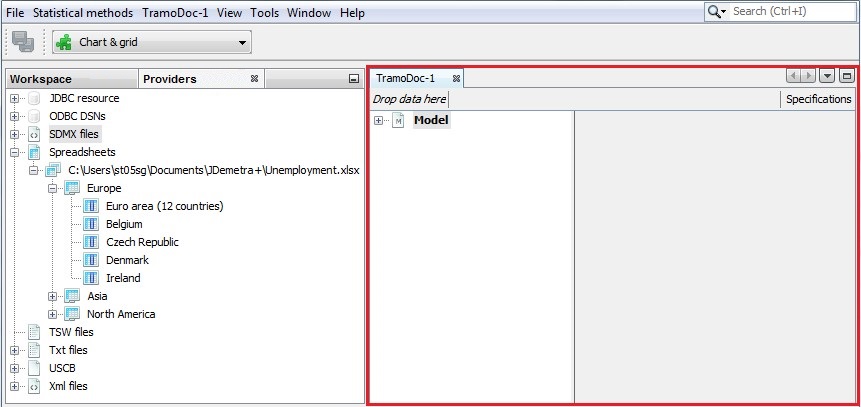 File Statistical methods TramoDoc-1 View Tools Window Help Search (Ctrl+I)
Chart & grid
Workspace Providers
JDBC resource
ODBC DSNs
SDMX files
Spreadsheets
C:\Users\st05sg\Documents\JDemetra+\Unemployment.xlsx
Europe
Euro area (12 countries)
Belgium
Czech Republic
Denmark
Ireland
Asia
North America
TSW files
Txt files
USCB
Xml files
TramoDoc-1
Drop data here Specifications
M Model